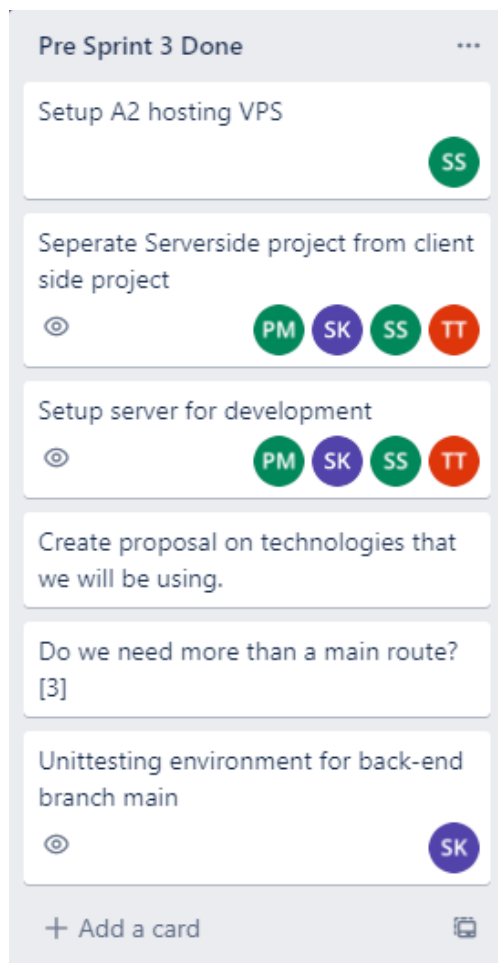 Pre Sprint 3 Done
Setup A2 hosting VPS
SS
Seperate Serverside project from client
side project
PM SK SS TT
Setup server for development
PM SK SS TT
Create proposal on technologies that
we will be using.
Do we need more than a main route?
[3]
Unittesting environment for back-end
branch main
SK
+ Add a card